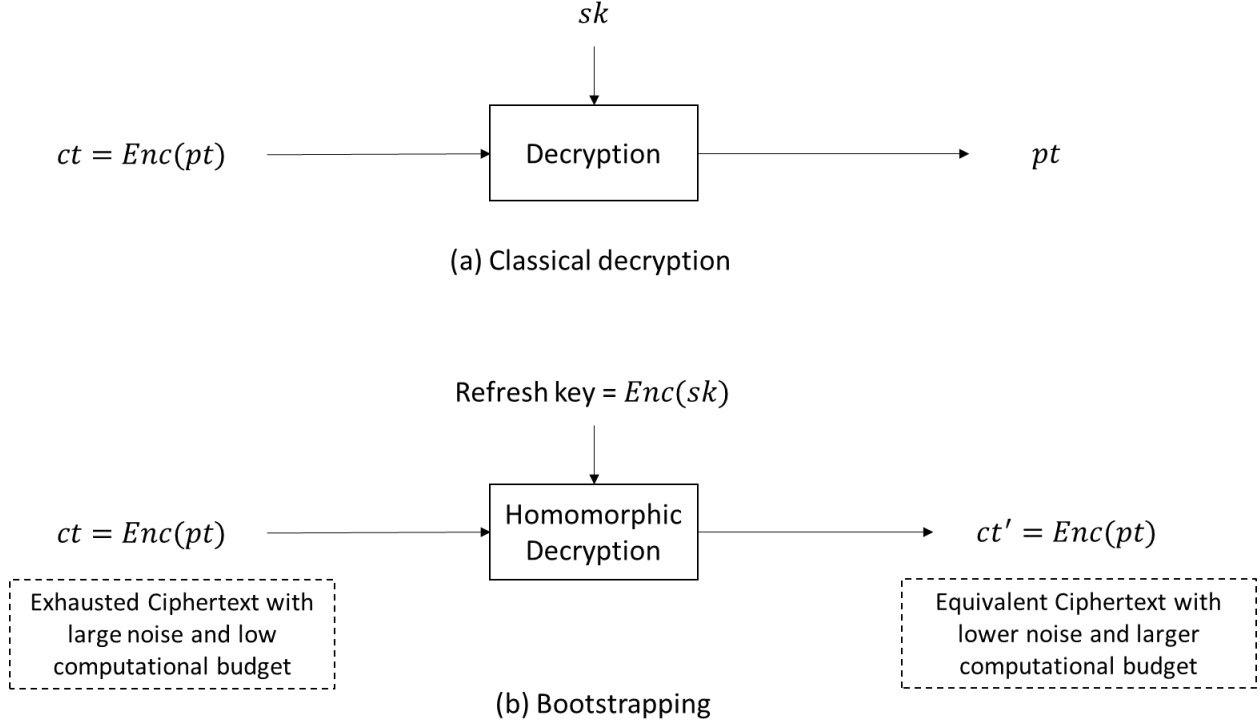 sk
ct = Enc(pt)
Decryption
pt
(a) Classical decryption
Refresh key = Enc(sk)
ct = Enc(pt)
Homomorphic
Decryption
ct′ = Enc(pt)
Exhausted Ciphertext with
large noise and low
computational budget
Equivalent Ciphertext with
lower noise and larger
computational budget
(b) Bootstrapping